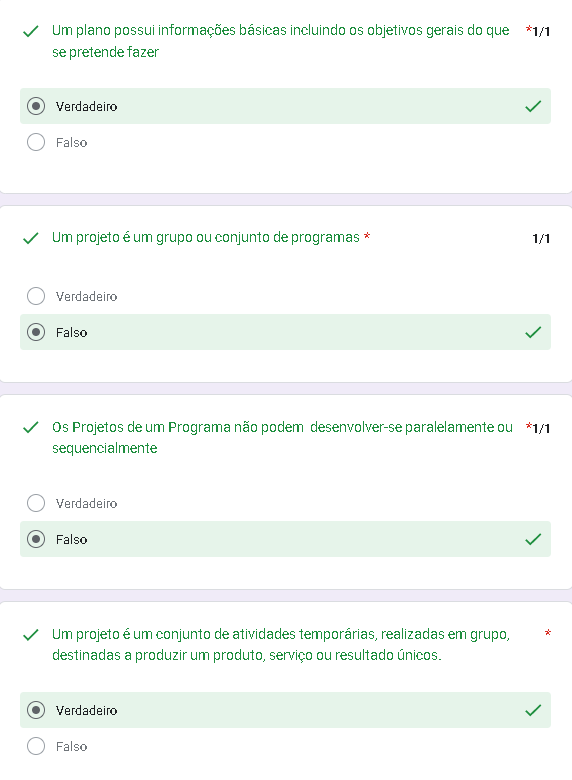 Um plano possui informações básicas incluindo os objetivos gerais do que *1/1
se pretende fazer
Verdadeiro
Falso
Um projeto é um grupo ou conjunto de programas * 1/1
Verdadeiro
Falso
Os Projetos de um Programa não podem desenvolver-se paralelamente ou *1/1
sequencialmente
Verdadeiro
Falso
Um projeto é um conjunto de atividades temporárias, realizadas em grupo, *
destinadas a produzir um produto, serviço ou resultado únicos.
Verdadeiro
Falso